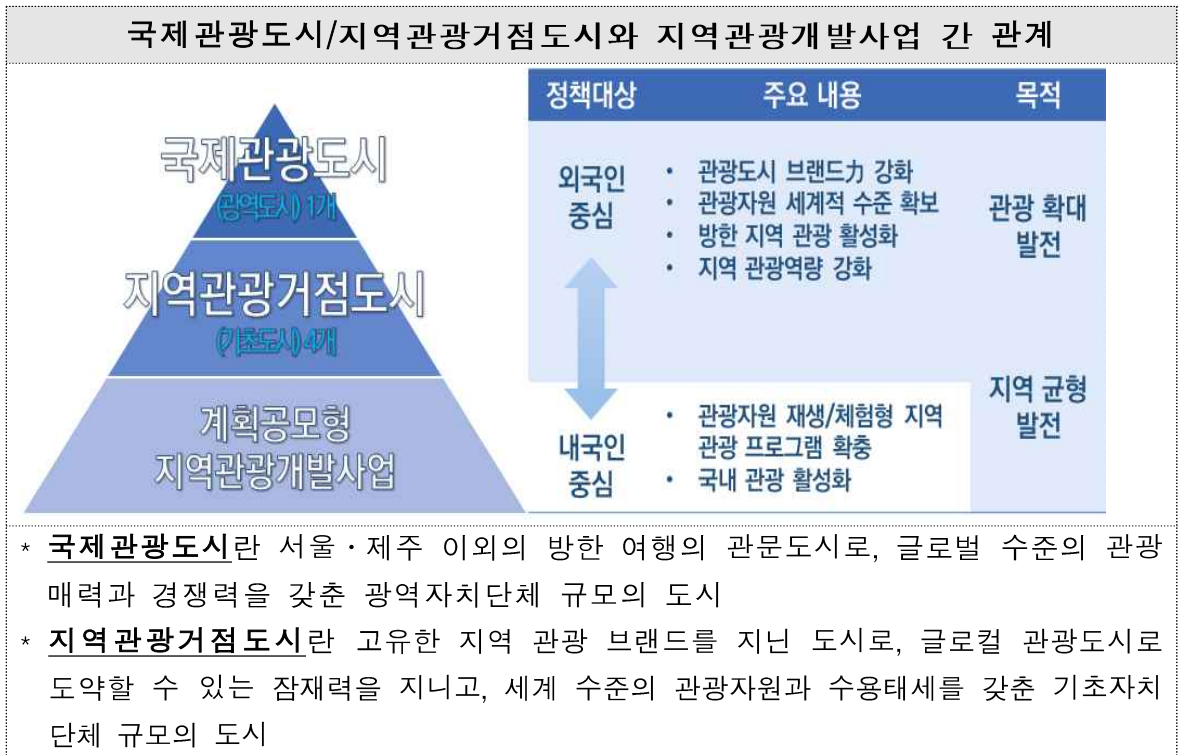 국제관광도시/지역관광거점도시와 지역관광개발사업 간 관계
국제관광도시
(광역도시) 1개
지역관광거점도시
(기초도시) 4개
계획공모형
지역관광개발사업
정책대상 주요 내용 목적
외국인
중심
• 관광도시 브랜드力 강화
• 관광자원 세계적 수준 확보
• 방한 지역 관광 활성화
• 지역 관광역량 강화
관광 확대
발전
내국인
중심
• 관광자원 재생/체험형 지역
관광 프로그램 확충
• 국내 관광 활성화
지역 균형
발전
* 국제관광도시란 서울・제주 이외의 방한 여행의 관문도시로, 글로벌 수준의 관광
매력과 경쟁력을 갖춘 광역자치단체 규모의 도시
* 지역관광거점도시란 고유한 지역 관광 브랜드를 지닌 도시로, 글로컬 관광도시로
도약할 수 있는 잠재력을 지니고, 세계 수준의 관광자원과 수용태세를 갖춘 기초자치
단체 규모의 도시